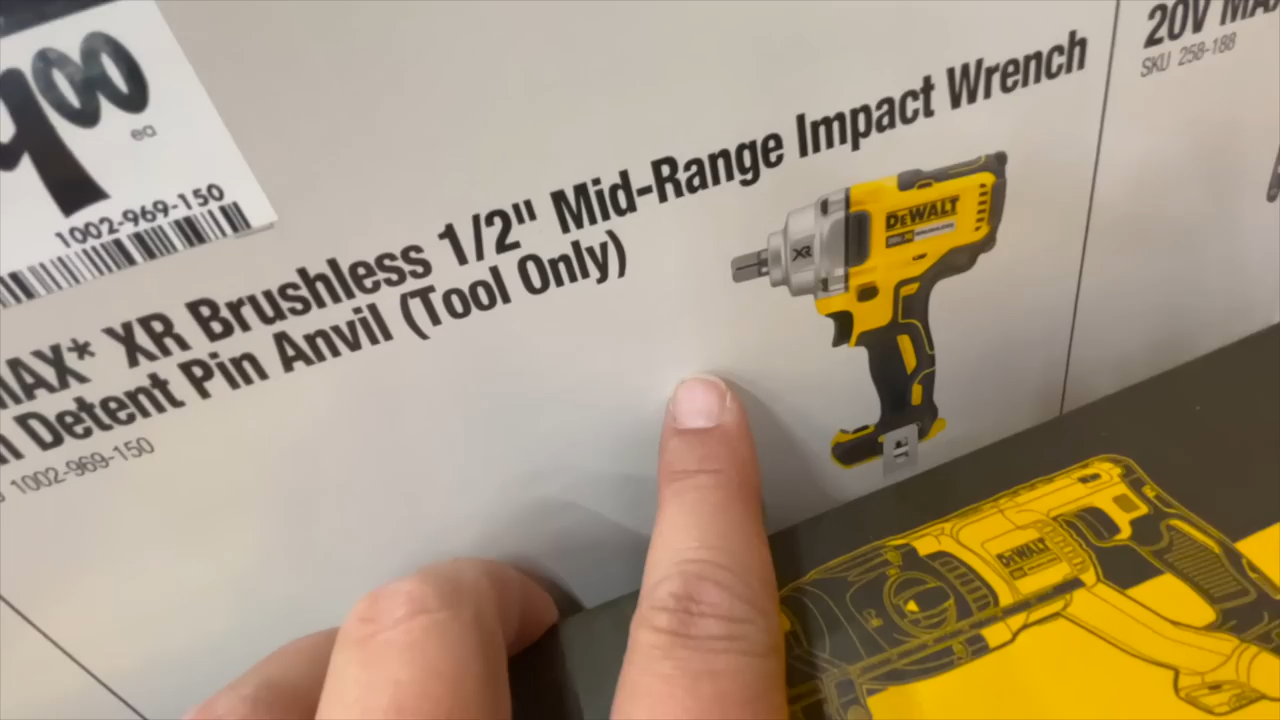 900
ea
1002-969-150
MAX* XR Brushless 1/2" Mid-Range Impact Wrench
Detent Pin Anvil (Tool Only)
1002-969-150
DEWALT
XR
20V MAX
SKU 258-188
DEWALT